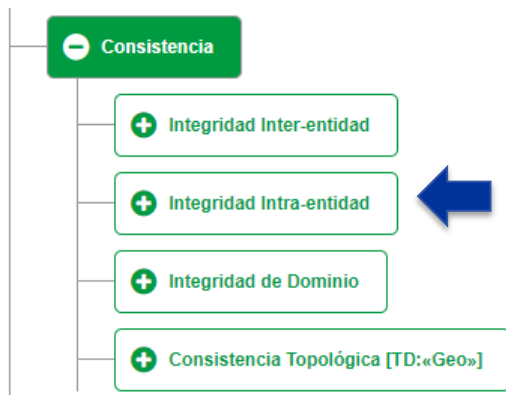 Consistencia
Integridad Inter-entidad
Integridad Intra-entidad
Integridad de Dominio
Consistencia Topológica [TD:«Geo»]